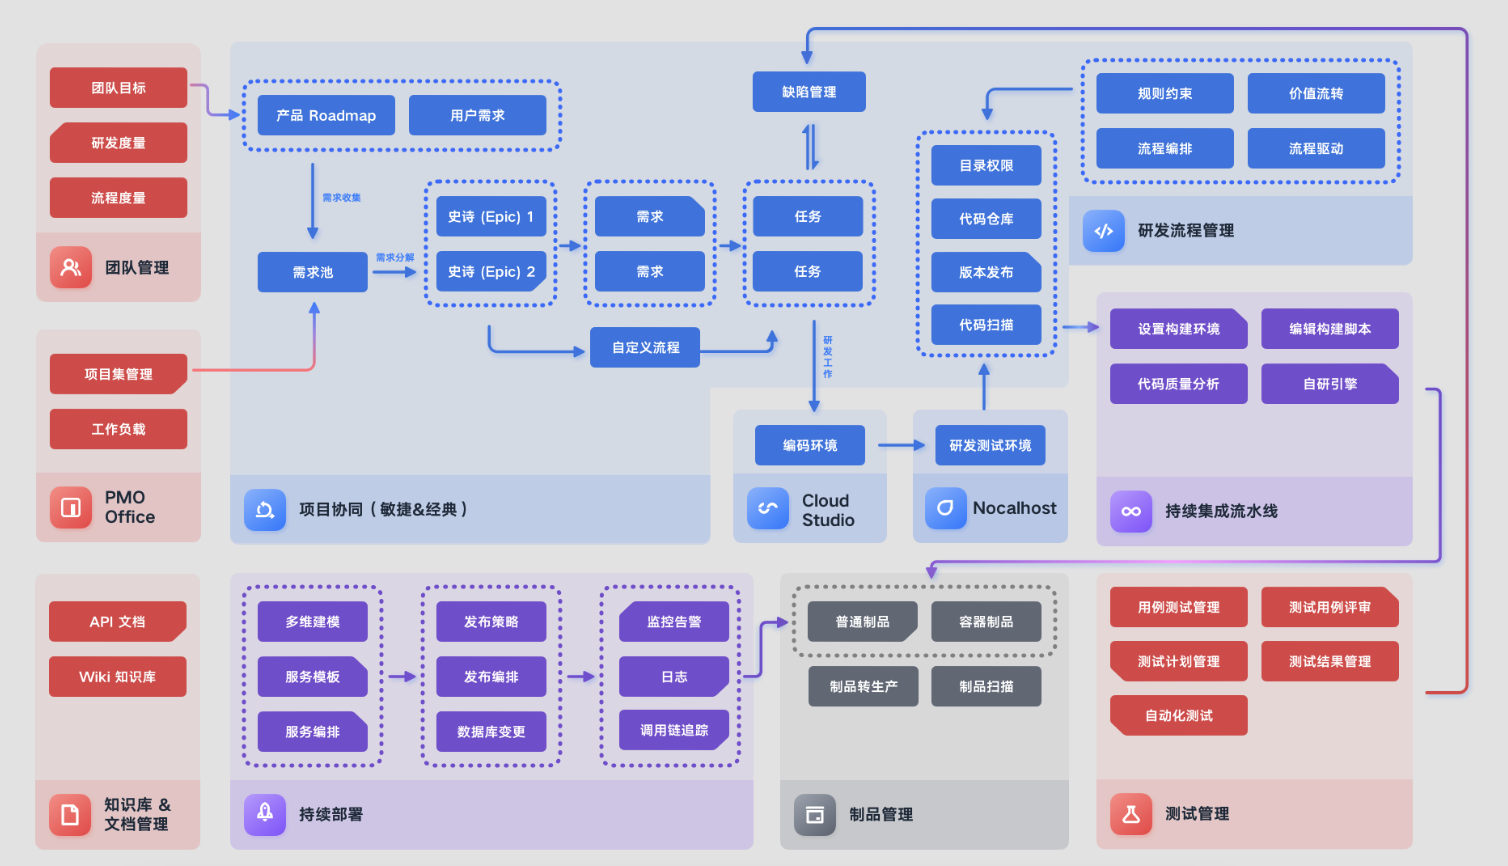 团队目标
研发度量
流程度量
团队管理
项目集管理
工作负载
PMO
Office
API 文档
Wiki 知识库
知识库 &
文档管理
产品 Roadmap
用户需求
需求收集
需求池
需求分解
史诗 (Epic) 1
史诗 (Epic) 2
需求
需求
任务
任务
缺陷管理
自定义流程
研发工作
项目协同（敏捷&经典）
编码环境
Cloud
Studio
研发测试环境
Nocalhost
目录权限
代码仓库
版本发布
代码扫描
规则约束
价值流转
流程编排
流程驱动
研发流程管理
设置构建环境
编辑构建脚本
代码质量分析
自研引擎
持续集成流水线
多维建模
服务模板
服务编排
发布策略
发布编排
数据库变更
监控告警
日志
调用链追踪
持续部署
普通制品
容器制品
制品转生产
制品扫描
制品管理
用例测试管理
测试用例评审
测试计划管理
测试结果管理
自动化测试
测试管理